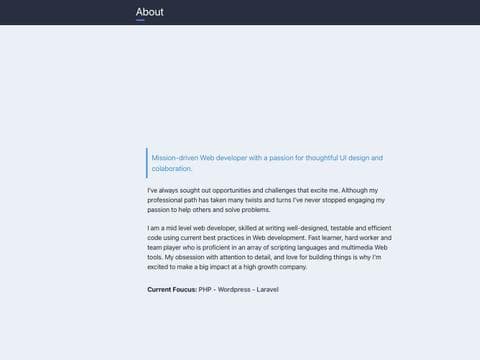 About
Mission-driven Web developer with a passion for thoughtful UI design and
colaboration.
I've always sought out opportunities and challenges that excite me. Although my
professional path has taken many twists and turns I've never stopped engaging my
passion to help others and solve problems.
I am a mid level web developer, skilled at writing well-designed, testable and efficient
code using current best practices in Web development. Fast learner, hard worker and
team player who is proficient in an array of scripting languages and multimedia Web
tools. My obsession with attention to detail, and love for building things is why I'm
excited to make a big impact at a high growth company.
Current Foucus: PHP - Wordpress - Laravel